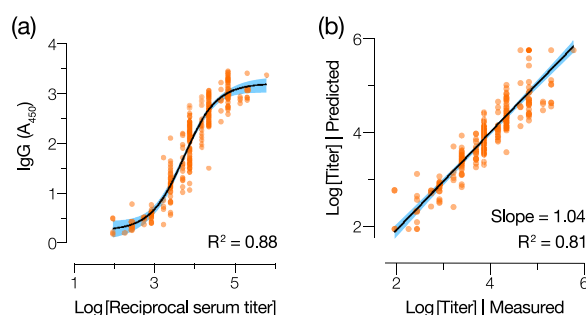 (a)
IgG (A450)
4
3
2
1
0
R2 = 0.88
1
3
5
Log [Reciprocal serum titer]
(b)
Log [Titer] | Predicted
6
4
2
Slope = 1.04
R2 = 0.81
2
4
6
Log [Titer] | Measured